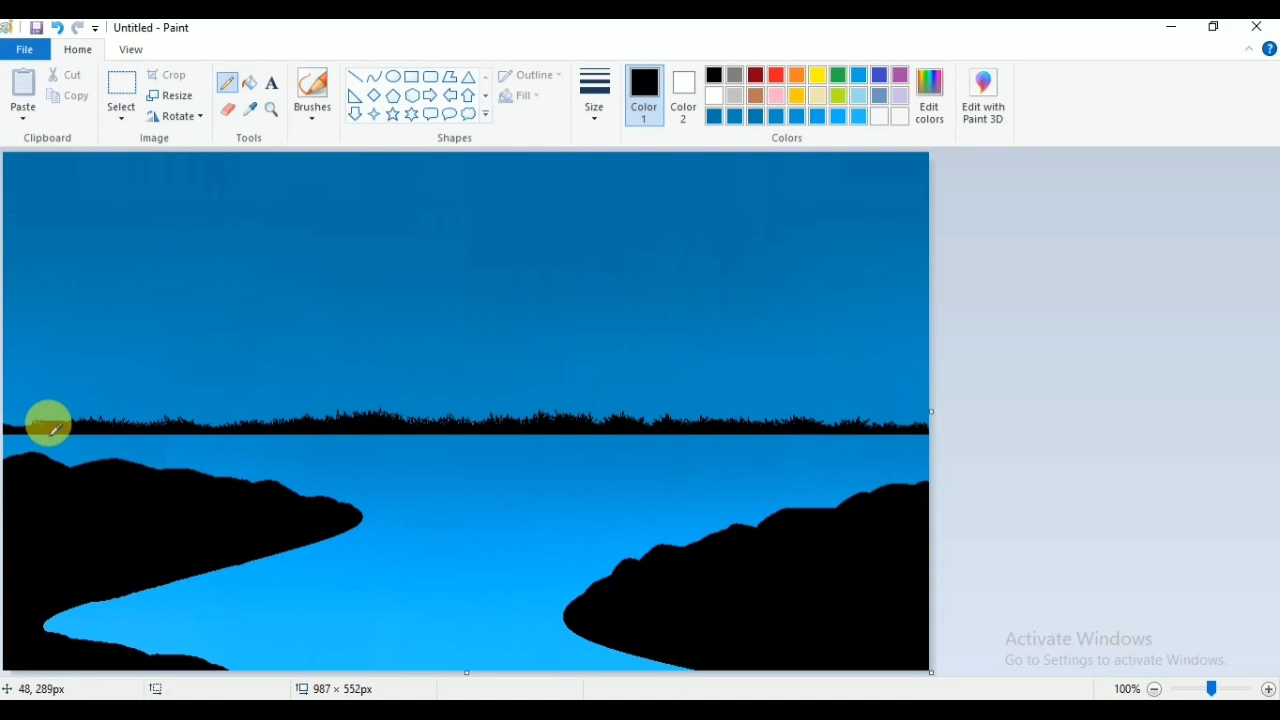 Untitled - Paint
File Home View
Cut
Copy
Paste
Clipboard
Select
Crop
Resize
Rotate
Image
Tools
Brushes
Shapes
Outline
Fill
Size
Color 1
Color 2
Colors
Edit colors
Edit with Paint 3D
Activate Windows
Go to Settings to activate Windows.
48, 289px
987 × 552px
100%